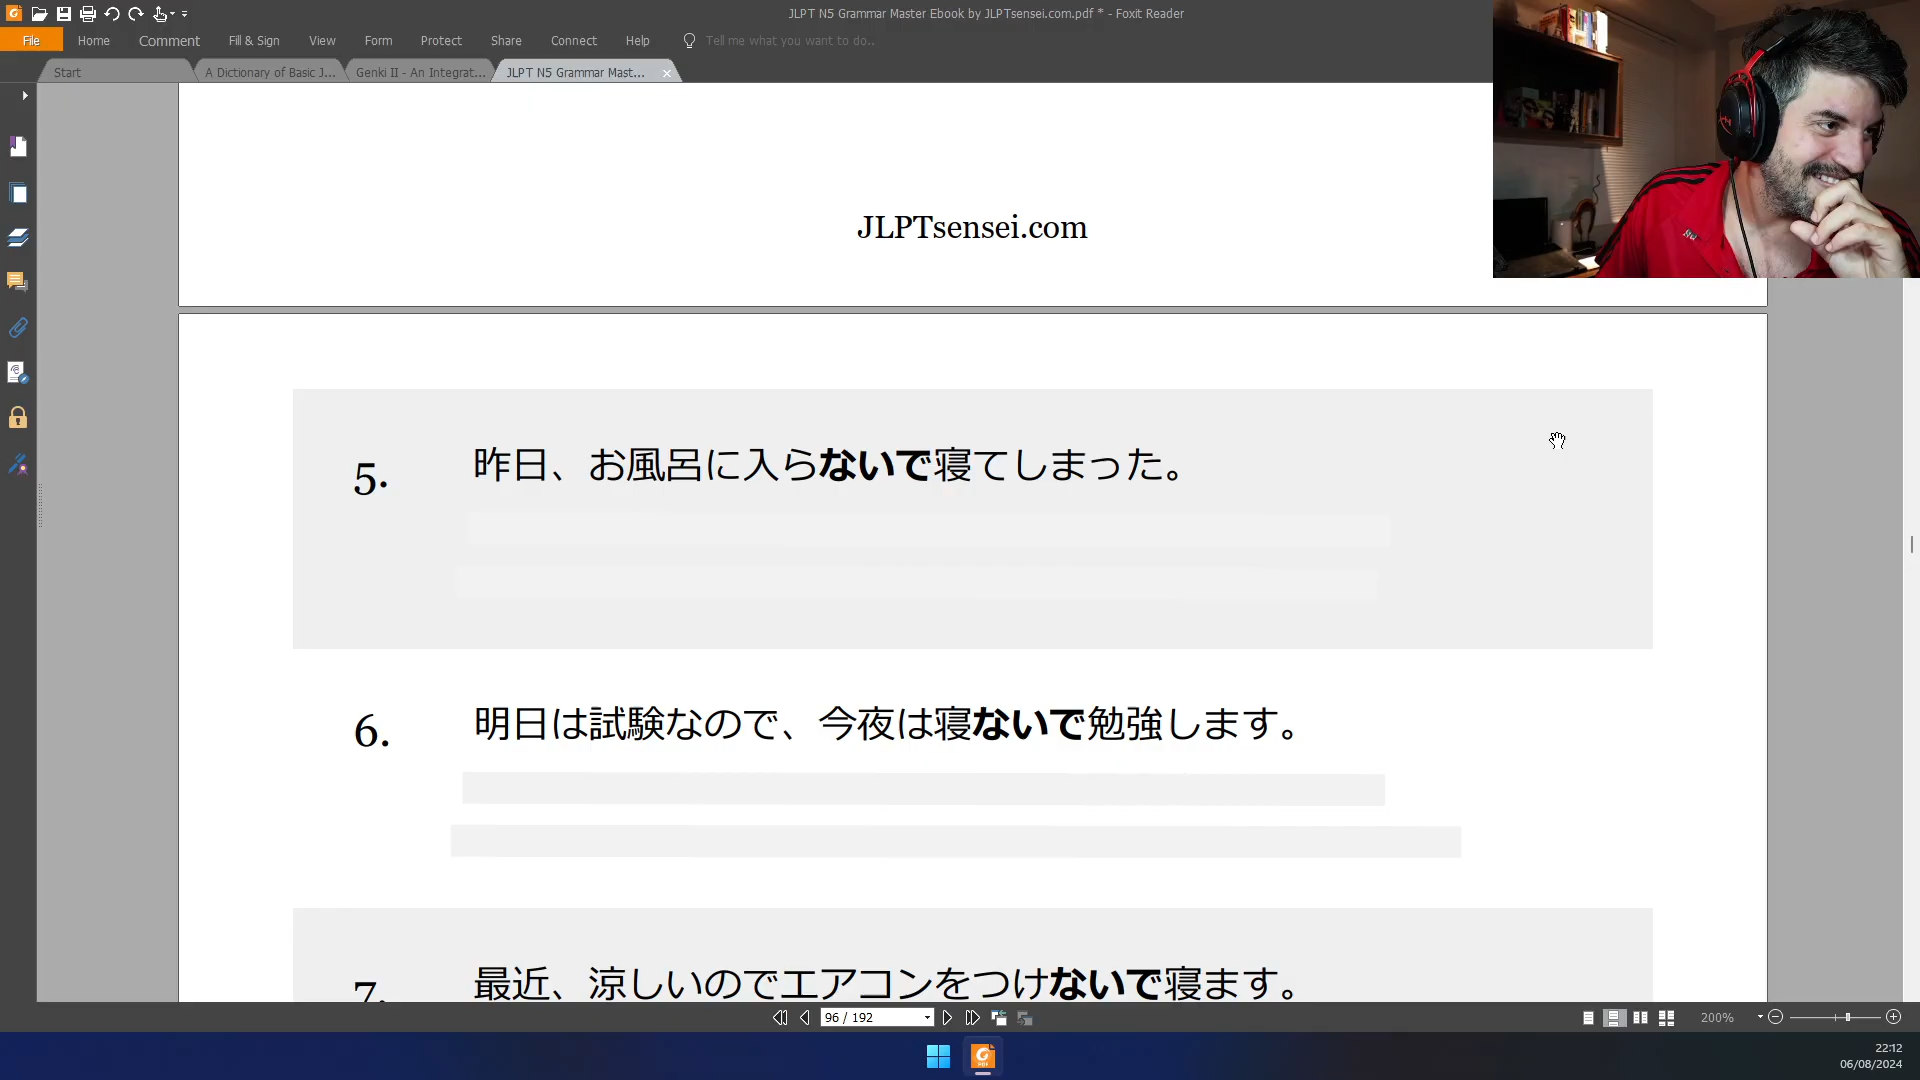 JLPT N5 Grammar Master Ebook by JLPTsensei.com.pdf * - Foxit Reader
File Home Comment Fill & Sign View Form Protect Share Connect Help Tell me what you want to do..
Start A Dictionary of Basic J... Genki II - An Integrat... JLPT N5 Grammar Mast...
JLPTsensei.com
5. 昨日、お風呂に入らないで寝てしまった。
6. 明日は試験なので、今夜は寝ないで勉強します。
7. 最近、涼しいのでエアコンをつけないで寝ます。
96 / 192
200%
22:12
06/08/2024